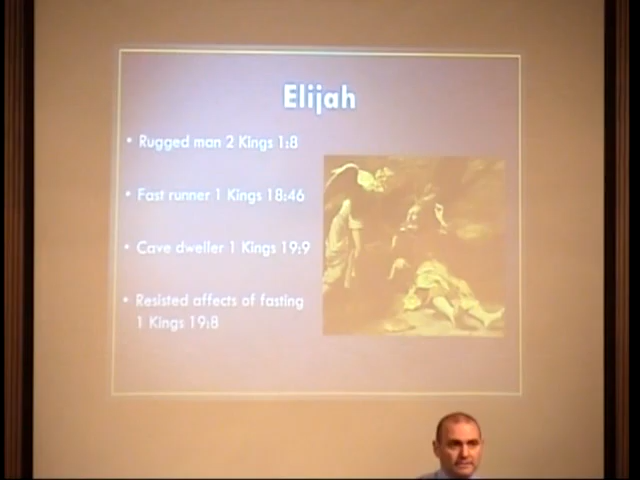 Elijah
• Rugged man 2 Kings 1:8
• Fast runner 1 Kings 18:46
• Cave dweller 1 Kings 19:9
• Resisted affects of fasting
1 Kings 19:8